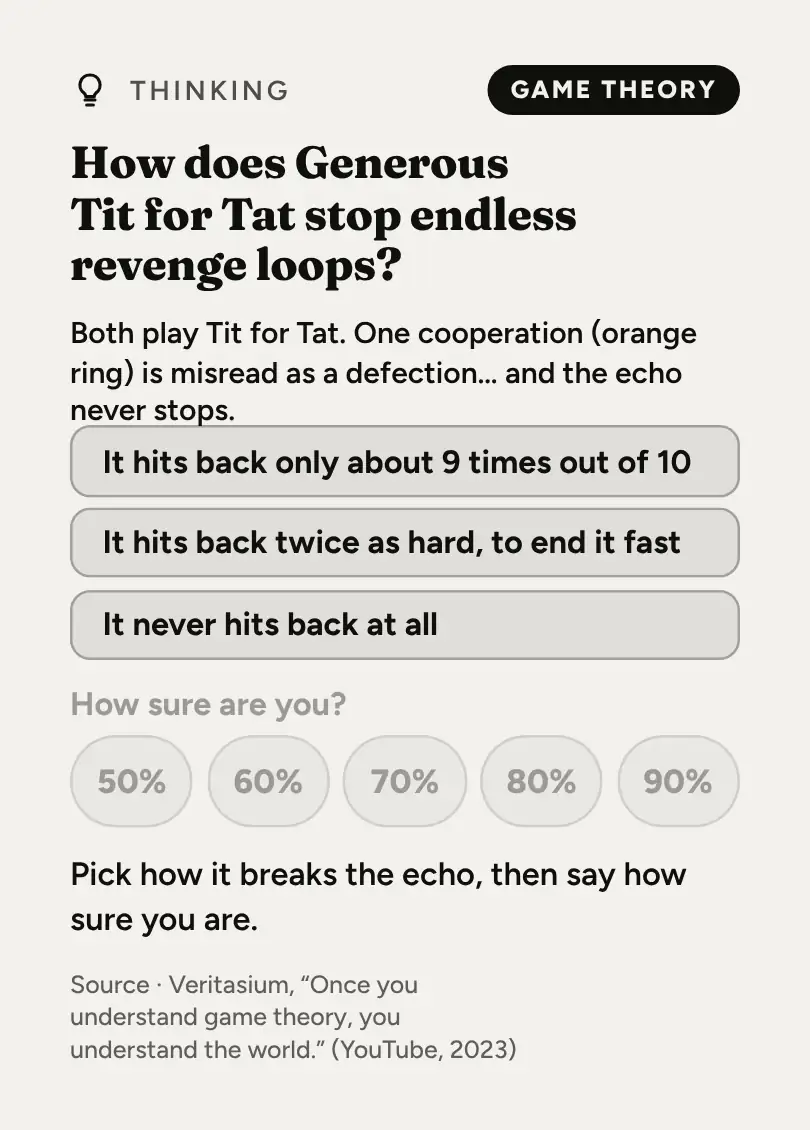 THINKING
GAME THEORY
How does Generous
Tit for Tat stop endless
revenge loops?
Both play Tit for Tat. One cooperation (orange
ring) is misread as a defection... and the echo
never stops.
It hits back only about 9 times out of 10
It hits back twice as hard, to end it fast
It never hits back at all
How sure are you?
50% 60% 70% 80% 90%
Pick how it breaks the echo, then say how
sure you are.
Source · Veritasium, “Once you
understand game theory, you
understand the world.” (YouTube, 2023)